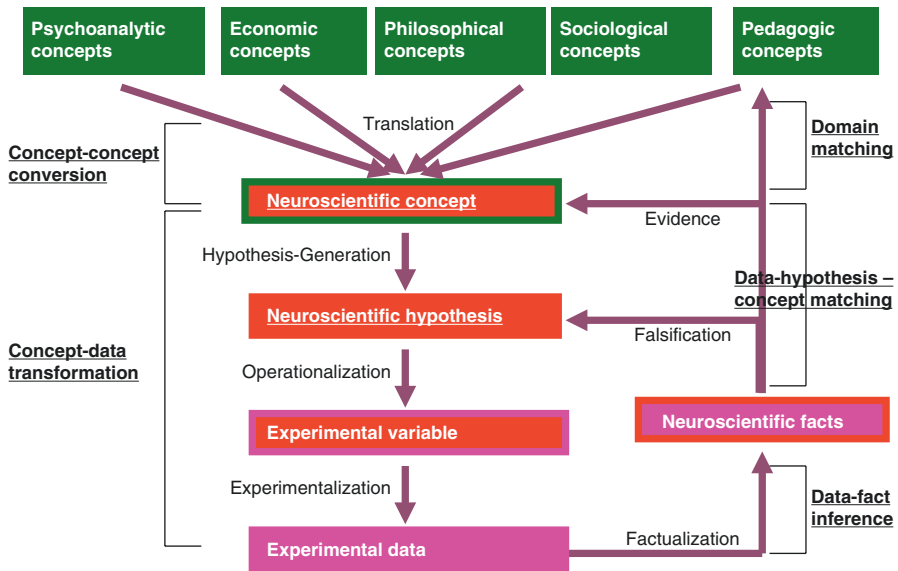 Psychoanalytic
concepts
Economic
concepts
Philosophical
concepts
Sociological
concepts
Pedagogic
concepts
Translation
Concept-concept
conversion
Domain
matching
Neuroscientific concept
Evidence
Hypothesis-Generation
Data-hypothesis –
concept matching
Neuroscientific hypothesis
Falsification
Concept-data
transformation
Operationalization
Experimental variable
Neuroscientific facts
Experimentalization
Data-fact
inference
Experimental data
Factualization